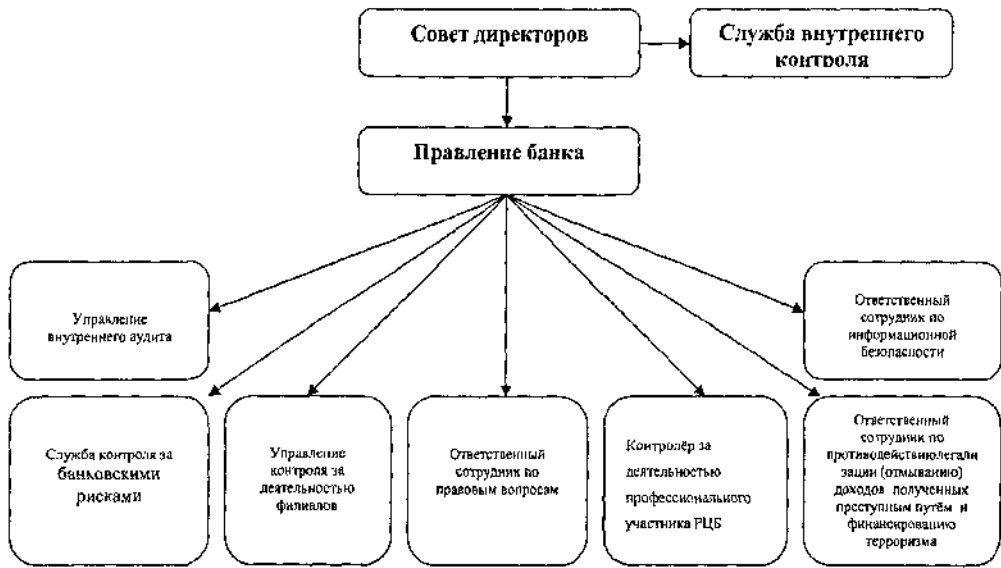 Совет директоров
Служба внутреннего
контроля
Правление банка
Управление
внутреннего аудита
Ответственный
сотрудник по
информационной
безопасности
Служба контроля за
банковскими
рисками
Управление
контроля за
деятельностью
филиалов
Ответственный
сотрудник по
правовым вопросам
Контролёр за
деятельностью
профессионального
участника РЦБ
Ответственный
сотрудник по
противодействиюлегали
зации (отмыванию)
доходов полученных
преступным путём и
финансированию
терроризма